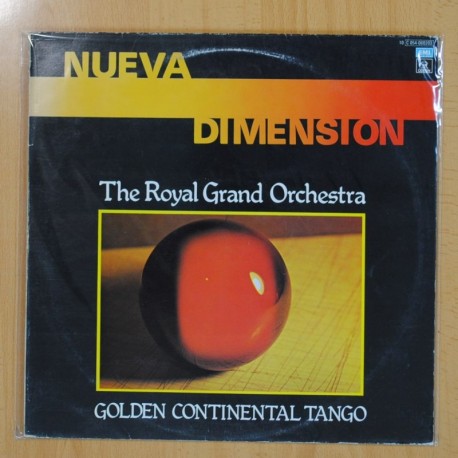 NUEVA
DIMENSION
The Royal Grand Orchestra
GOLDEN CONTINENTAL TANGO